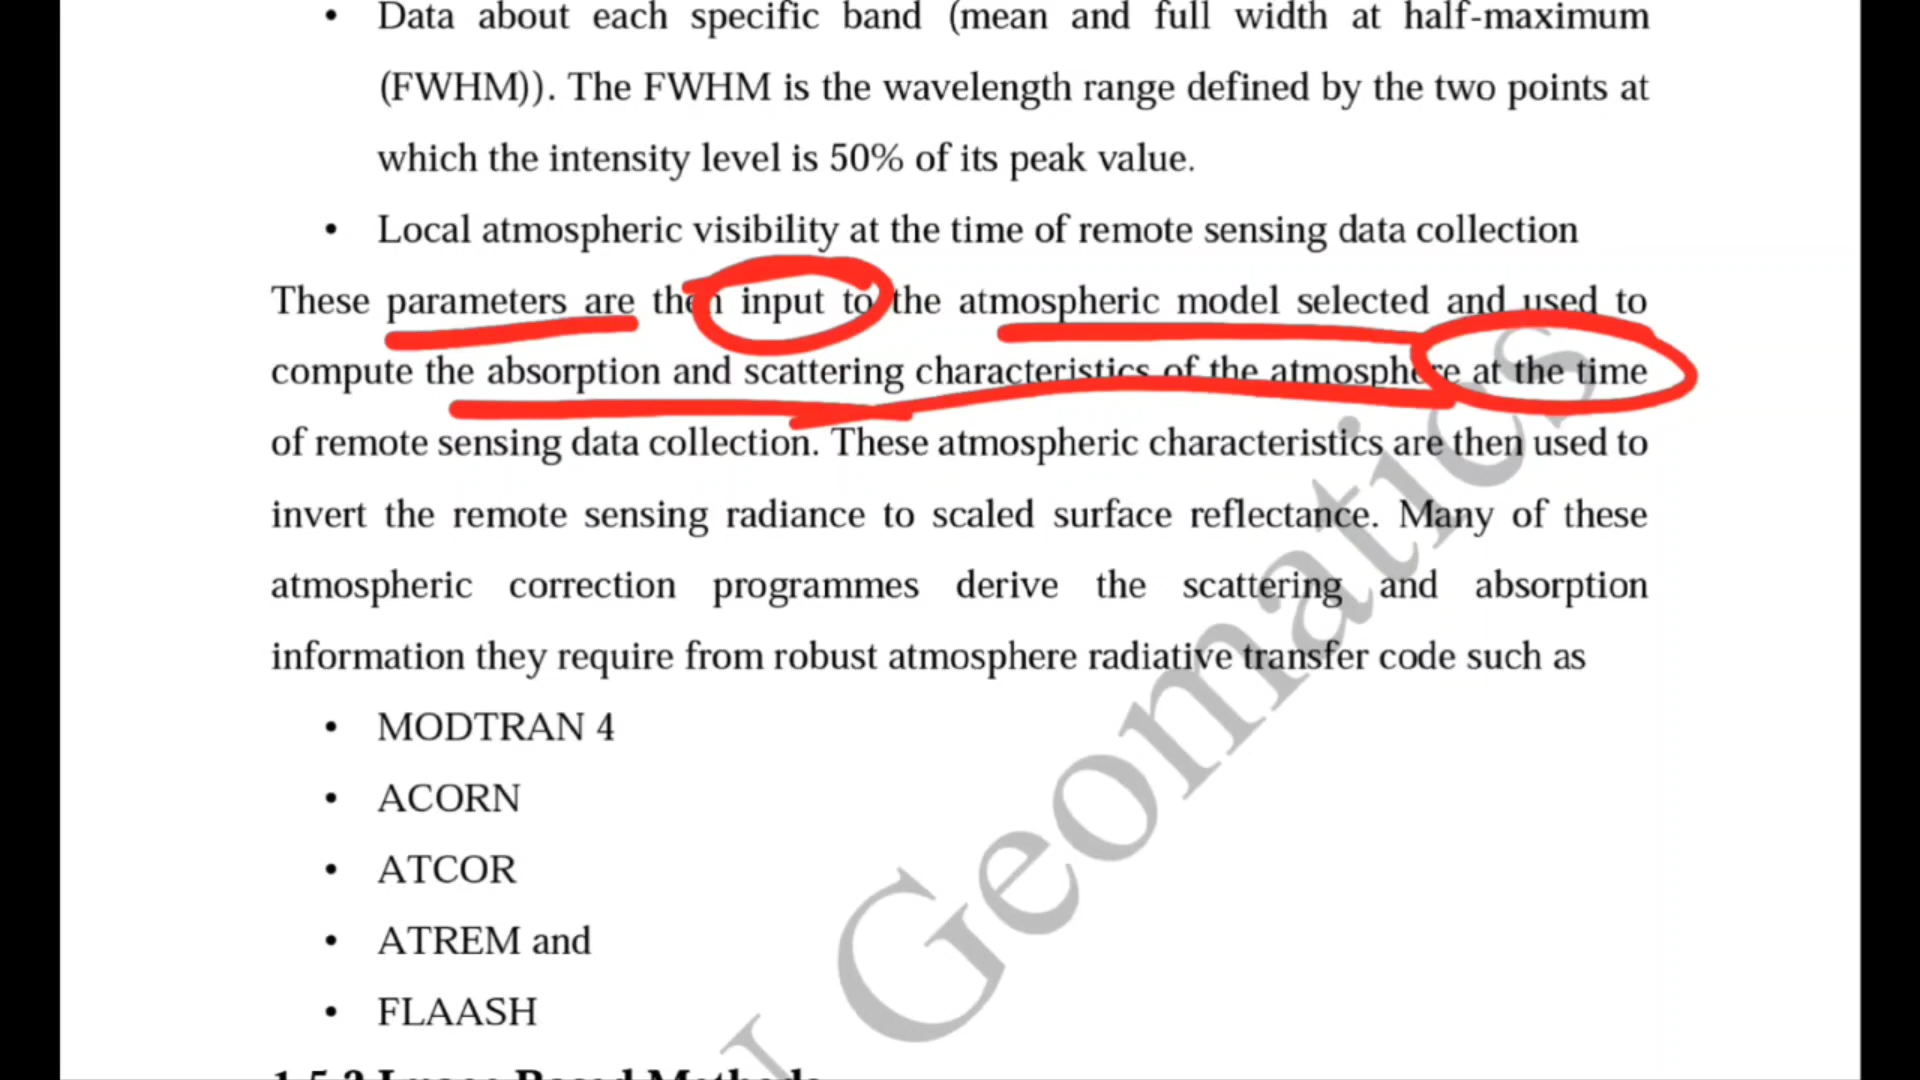 • Data about each specific band (mean and full width at half-maximum
(FWHM)). The FWHM is the wavelength range defined by the two points at
which the intensity level is 50% of its peak value.
• Local atmospheric visibility at the time of remote sensing data collection
These parameters are then input to the atmospheric model selected and used to
compute the absorption and scattering characteristics of the atmosphere at the time
of remote sensing data collection. These atmospheric characteristics are then used to
invert the remote sensing radiance to scaled surface reflectance. Many of these
atmospheric correction programmes derive the scattering and absorption
information they require from robust atmosphere radiative transfer code such as
• MODTRAN 4
• ACORN
• ATCOR
• ATREM and
• FLAASH
Geomatics